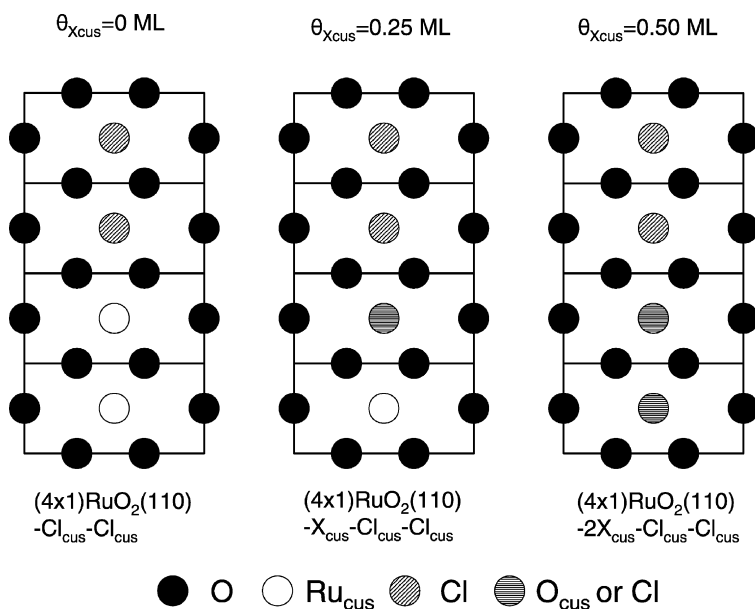 θXcus=0 ML
θXcus=0.25 ML
θXcus=0.50 ML
(4x1)RuO2(110)
-Clcus-Clcus
(4x1)RuO2(110)
-Xcus-Clcus-Clcus
(4x1)RuO2(110)
-2Xcus-Clcus-Clcus
O Rucus Cl Ocus or Cl